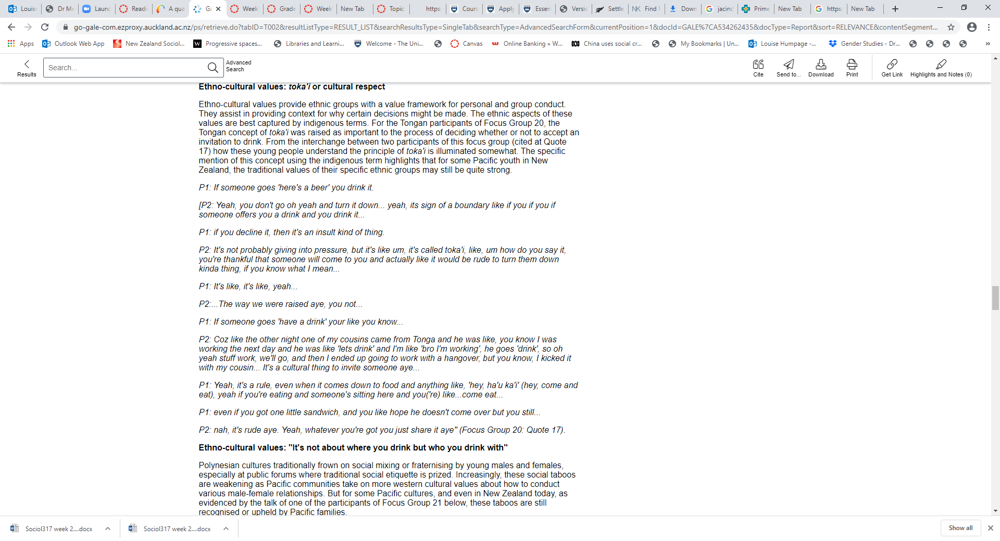 Louise
Dr Me
Launc
Readi
A qua
Ga
Week
Grade
Week
New Tab
Topic
https:
Cours
Apply
Essen
Versic
Settle
Find
Down
jacind
Prime
New Tab
https:
New Tab
go-gale-com.ezproxy.auckland.ac.nz/ps/retrieve.do?tabID=T002&resultListType=RESULT_LIST&searchResultsType=SingleTab&searchType=AdvancedSearchForm&currentPosition=1&docId=GALE%7CA534262435&docType=Report&sort=RELEVANCE&contentSegment...
Apps
Outlook Web App
New Zealand Sociol...
Progressive spaces...
Libraries and Learni...
Welcome - The Uni...
Canvas
Online Banking » W...
China uses social cr...
My Bookmarks | Un...
Louise Humpage -...
Gender Studies - Dr...
»
Results
Search...
Advanced
Search
Cite
Send to...
Download
Print
Get Link
Highlights and Notes (0)
Ethno-cultural values: toka'i or cultural respect
Ethno-cultural values provide ethnic groups with a value framework for personal and group conduct.
They assist in providing context for why certain decisions might be made. The ethnic aspects of these
values are best captured by indigenous terms. For the Tongan participants of Focus Group 20, the
Tongan concept of toka'i was raised as important to the process of deciding whether or not to accept an
invitation to drink. From the interchange between two participants of this focus group (cited at Quote
17) how these young people understand the principle of toka'i is illuminated somewhat. The specific
mention of this concept using the indigenous term highlights that for some Pacific youth in New
Zealand, the traditional values of their specific ethnic groups may still be quite strong.
P1: If someone goes 'here's a beer' you drink it.
[P2: Yeah, you don't go oh yeah and turn it down... yeah, its sign of a boundary like if you if you if
someone offers you a drink and you drink it...
P1: if you decline it, then it's an insult kind of thing.
P2: It's not probably giving into pressure, but it's like um, it's called toka'i, like, um how do you say it,
you're thankful that someone will come to you and actually like it would be rude to turn them down
kinda thing, if you know what I mean...
P1: It's like, it's like, yeah...
P2:...The way we were raised aye, you not...
P1: If someone goes 'have a drink' your like you know...
P2: Coz like the other night one of my cousins came from Tonga and he was like, you know I was
working the next day and he was like 'lets drink' and I'm like 'bro I'm working', he goes 'drink', so oh
yeah stuff work, we'll go, and then I ended up going to work with a hangover, but you know, I kicked it
with my cousin... It's a cultural thing to invite someone aye...
P1: Yeah, it's a rule, even when it comes down to food and anything like, 'hey, ha'u ka'i' (hey, come and
eat), yeah if you're eating and someone's sitting here and you('re) like...come eat...
P1: even if you got one little sandwich, and you like hope he doesn't come over but you still...
P2: nah, it's rude aye. Yeah, whatever you're got you just share it aye" (Focus Group 20: Quote 17).
Ethno-cultural values: "It's not about where you drink but who you drink with"
Polynesian cultures traditionally frown on social mixing or fraternising by young males and females,
especially at public forums where traditional social etiquette is prized. Increasingly, these social taboos
are weakening as Pacific communities take on more western cultural values about how to conduct
various male-female relationships. But for some Pacific cultures, and even in New Zealand today, as
evidenced by the talk of one of the participants of Focus Group 21 below, these taboos are still
recognised or upheld by Pacific families.
Sociol317 week 2....docx
Sociol317 week 2....docx
Show all